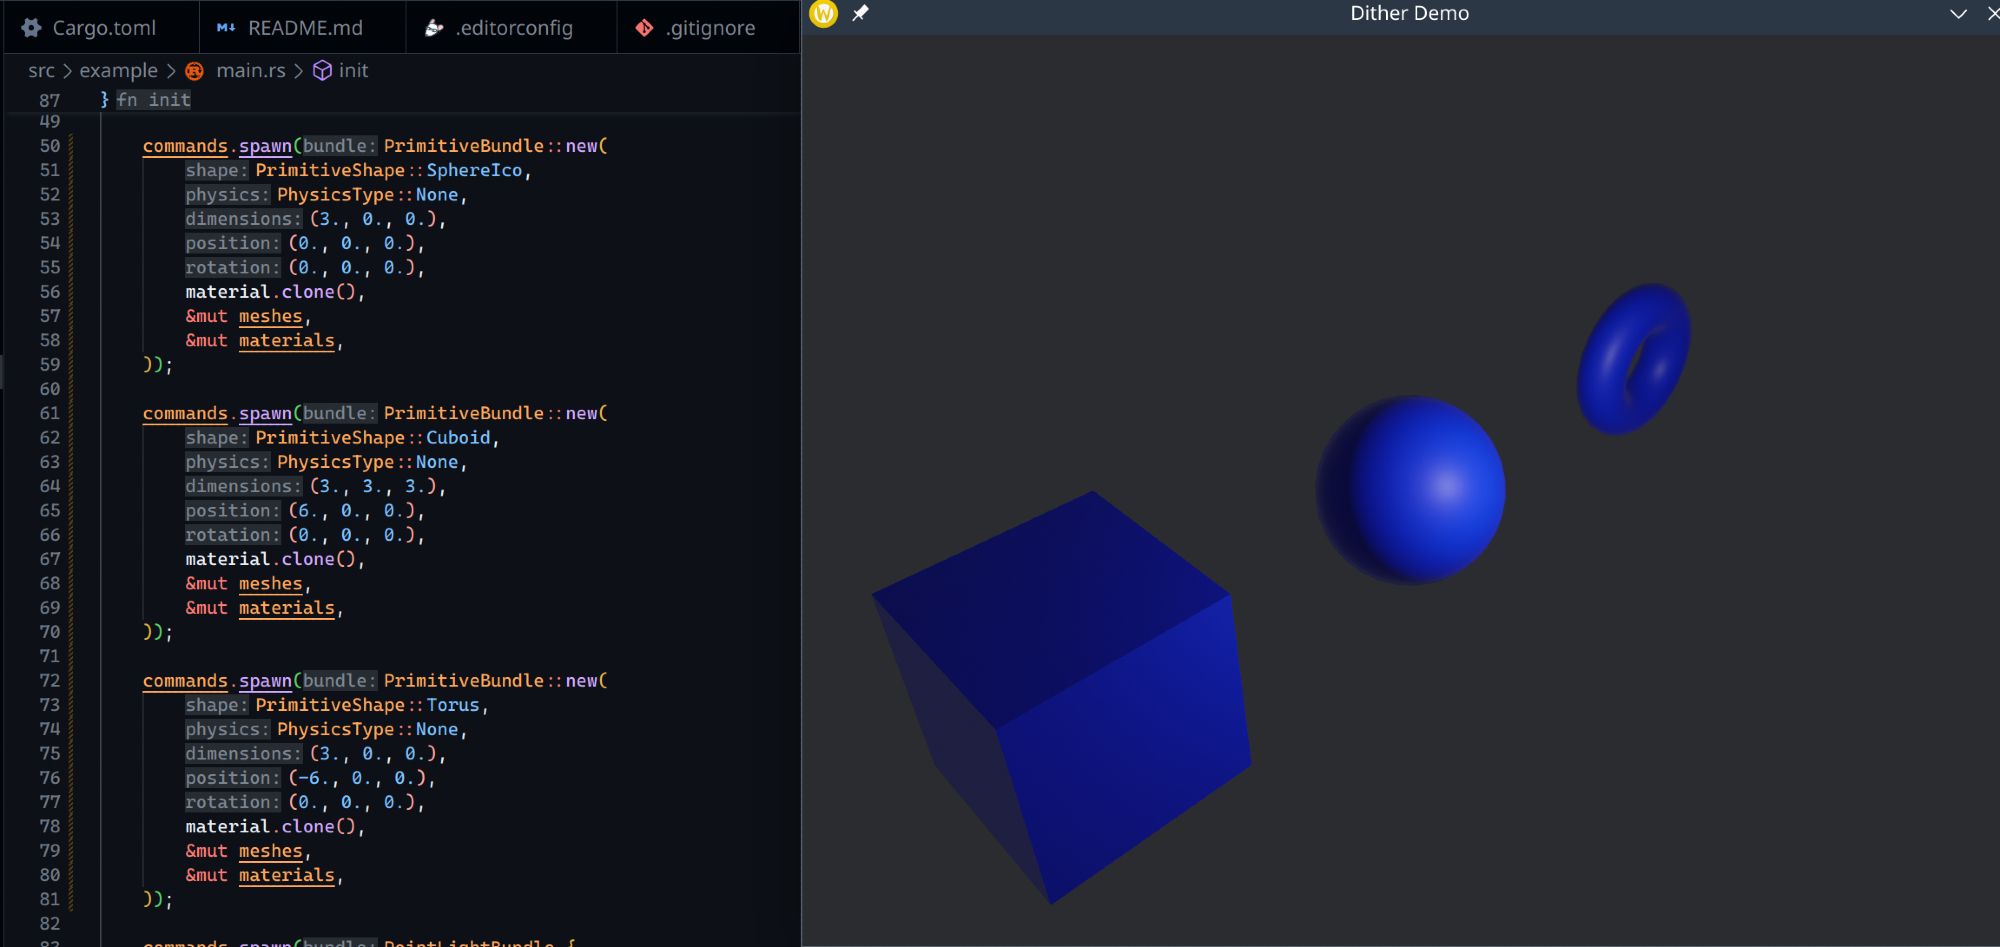 Cargo.toml README.md .editorconfig .gitignore
src > example > main.rs > init
87 } fn init
49
50 commands.spawn(bundle: PrimitiveBundle::new(
51 shape: PrimitiveShape::SphereIco,
52 physics: PhysicsType::None,
53 dimensions: (3., 0., 0.),
54 position: (0., 0., 0.),
55 rotation: (0., 0., 0.),
56 material.clone(),
57 &mut meshes,
58 &mut materials,
59 ));
60
61 commands.spawn(bundle: PrimitiveBundle::new(
62 shape: PrimitiveShape::Cuboid,
63 physics: PhysicsType::None,
64 dimensions: (3., 3., 3.),
65 position: (6., 0., 0.),
66 rotation: (0., 0., 0.),
67 material.clone(),
68 &mut meshes,
69 &mut materials,
70 ));
71
72 commands.spawn(bundle: PrimitiveBundle::new(
73 shape: PrimitiveShape::Torus,
74 physics: PhysicsType::None,
75 dimensions: (3., 0., 0.),
76 position: (-6., 0., 0.),
77 rotation: (0., 0., 0.),
78 material.clone(),
79 &mut meshes,
80 &mut materials,
81 ));
82
83 commands.spawn(bundle: PointLightBundle {
Dither Demo